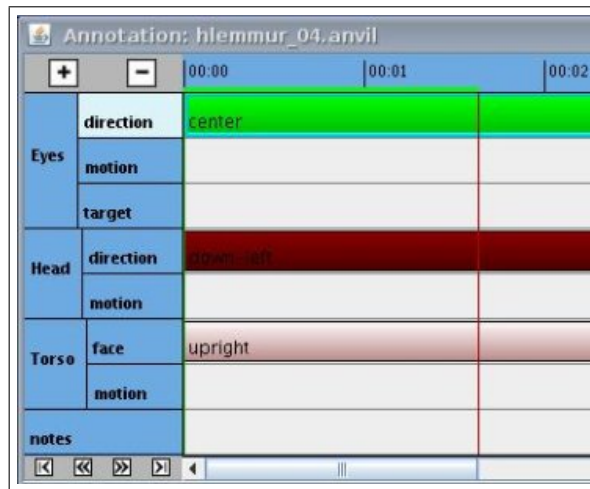 Annotation: hlemmur_04.anvil
+ - 00:00 00:01 00:02
Eyes
direction center
motion
target
Head
direction down-left
motion
Torso
face upright
motion
notes